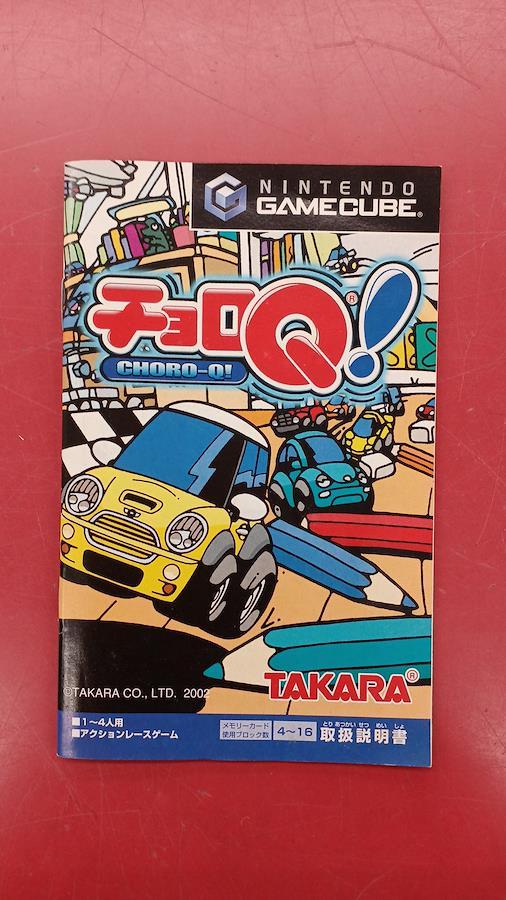 NINTENDO
GAMECUBE®
チョロQ!®
CHORO-Q!
©TAKARA CO., LTD. 2002
TAKARA®
■1〜4人用
■アクションレースゲーム
メモリーカード
使用ブロック数
4〜16
とりあつかいせつめいしょ
取扱説明書